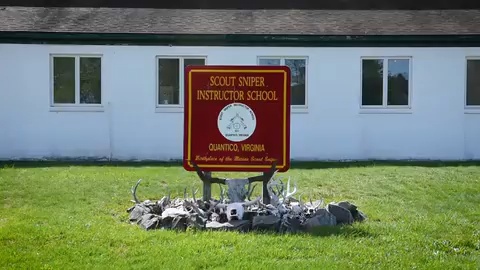 SCOUT SNIPER
INSTRUCTOR SCHOOL
QUANTICO, VIRGINIA
Birthplace of the Marine Scout Sniper